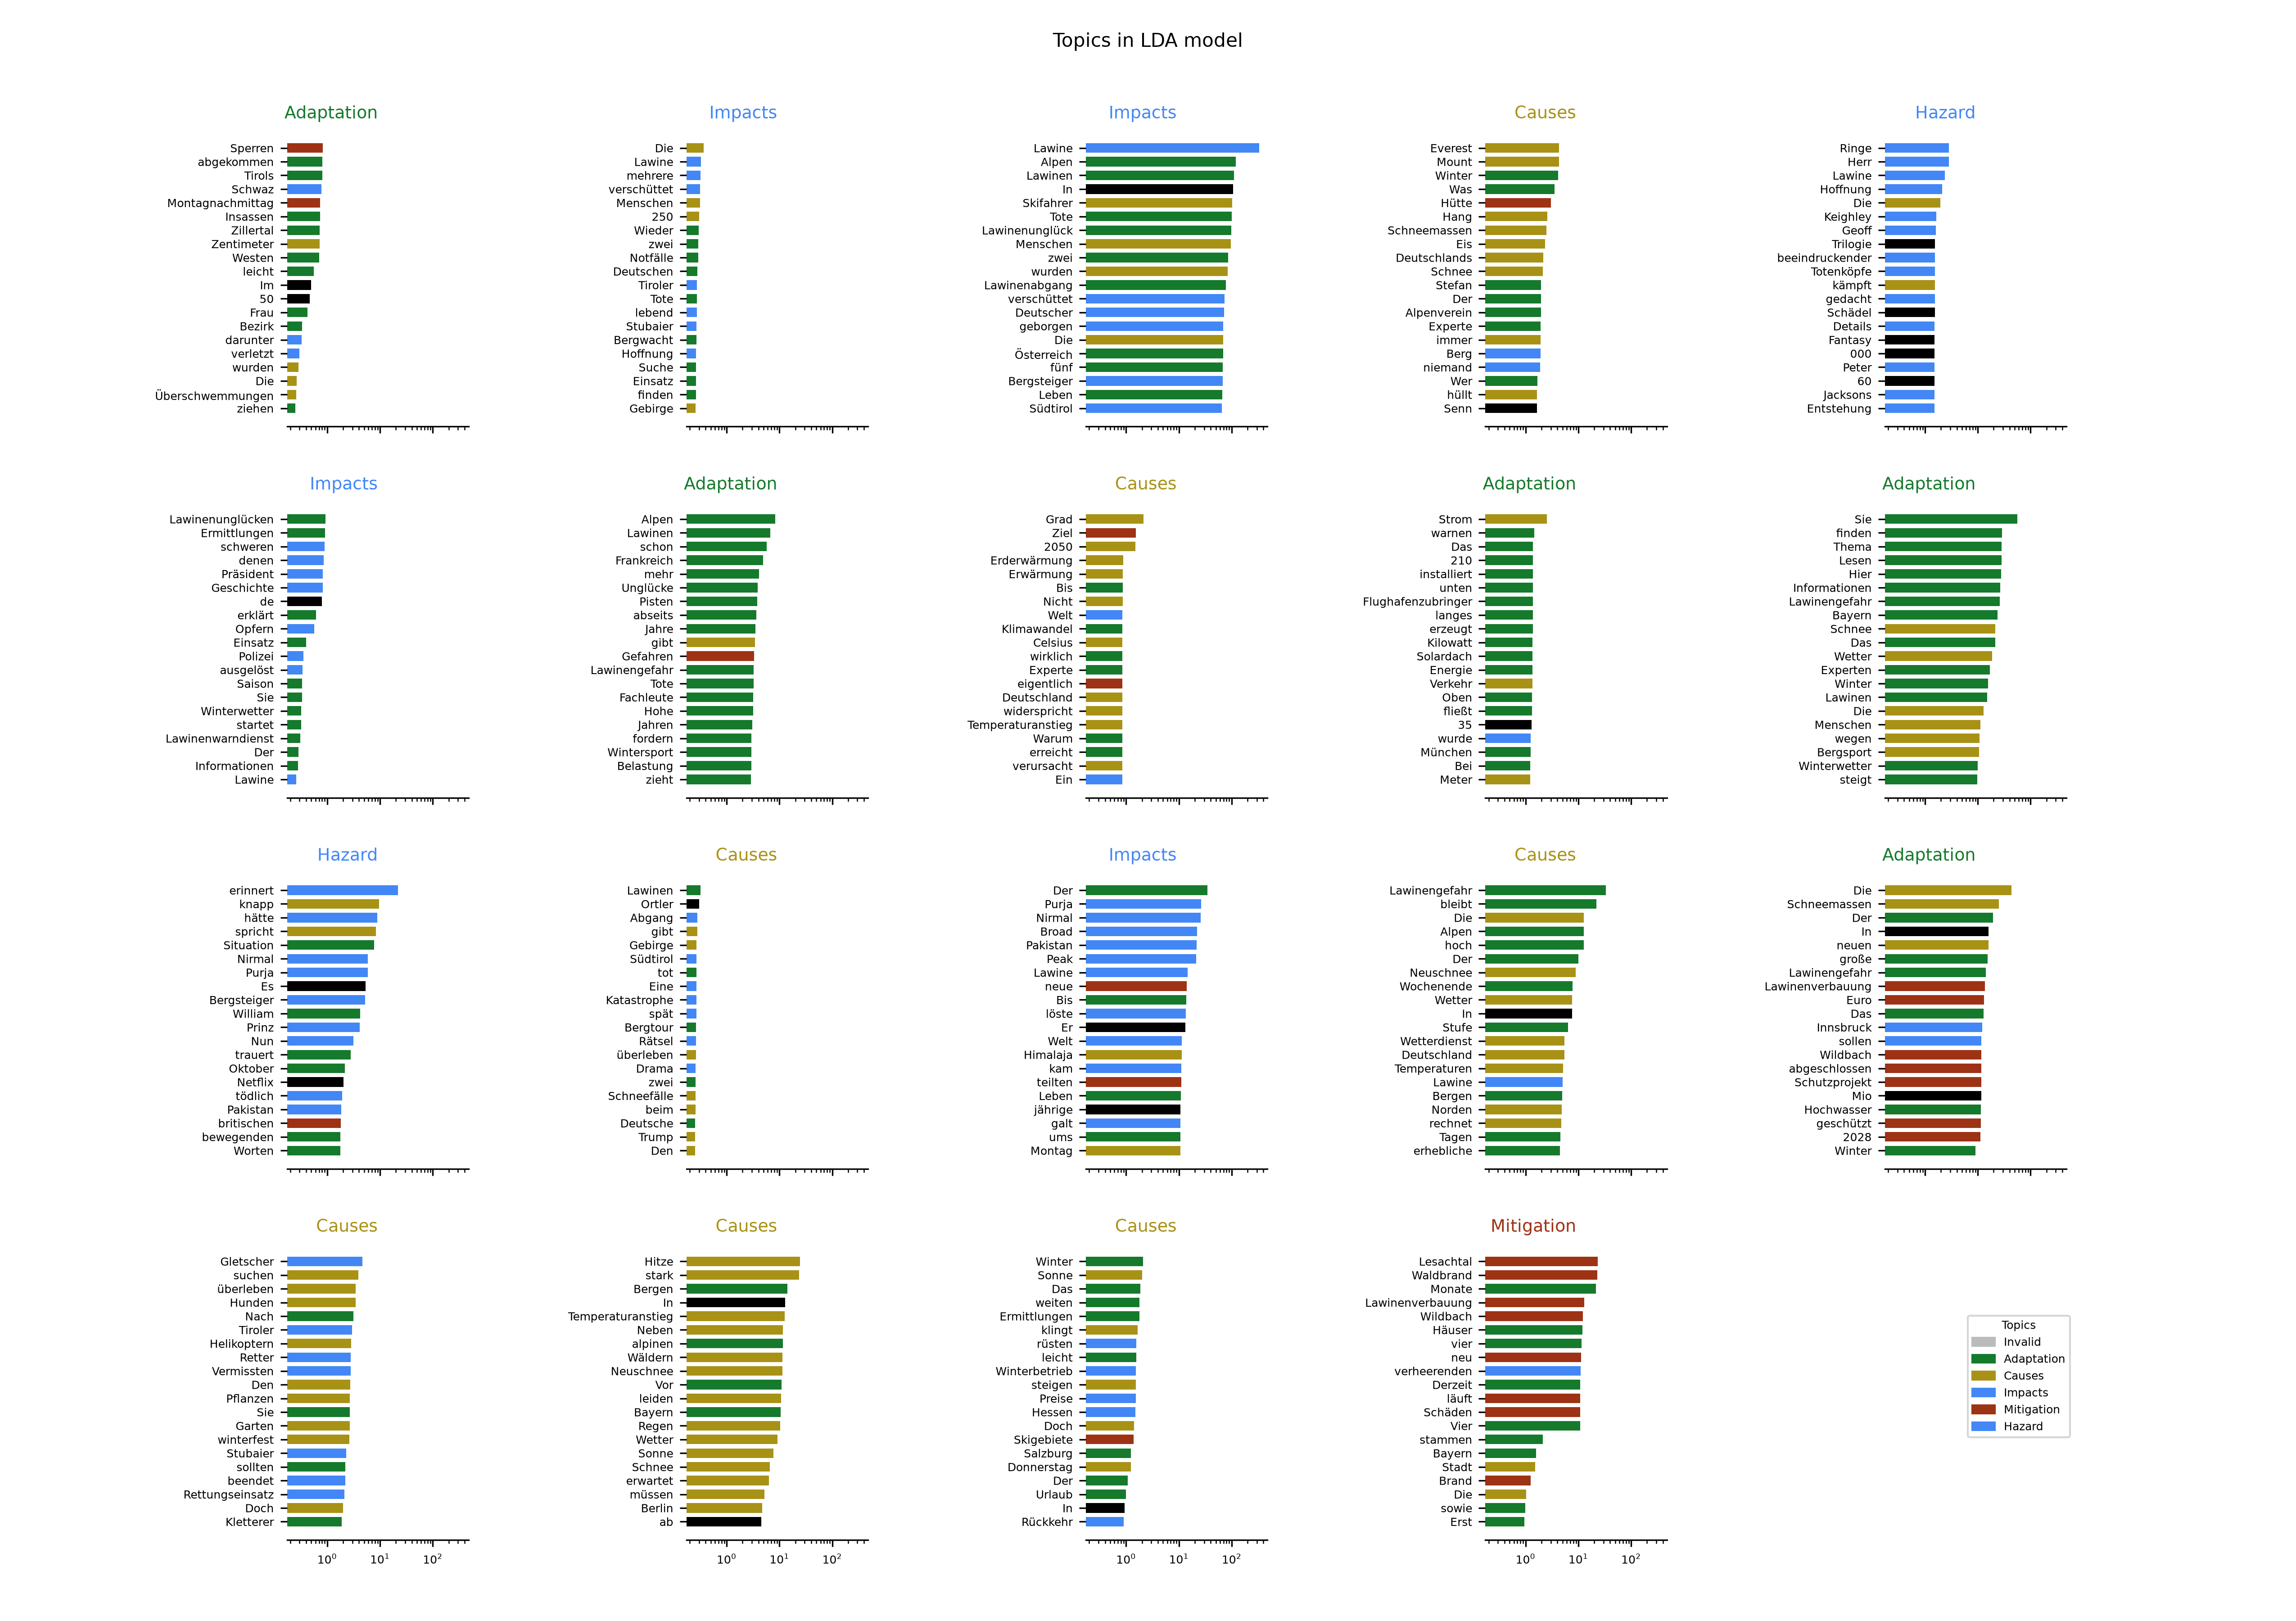 Topics in LDA model
Adaptation
Sperren
abgekommen
Tirols
Schwaz
Montagnachmittag
Insassen
Zillertal
Zentimeter
Westen
leicht
Im
50
Frau
Bezirk
darunter
verletzt
wurden
Die
Überschwemmungen
ziehen
Impacts
Die
Lawine
mehrere
verschüttet
Menschen
250
Wieder
zwei
Notfälle
Deutschen
Tiroler
Tote
lebend
Stubaier
Bergwacht
Hoffnung
Suche
Einsatz
finden
Gebirge
Impacts
Lawine
Alpen
Lawinen
In
Skifahrer
Tote
Lawinenunglück
Menschen
zwei
wurden
Lawinenabgang
verschüttet
Deutscher
geborgen
Die
Österreich
fünf
Bergsteiger
Leben
Südtirol
Causes
Everest
Mount
Winter
Was
Hütte
Hang
Schneemassen
Eis
Deutschlands
Schnee
Stefan
Der
Alpenverein
Experte
immer
Berg
niemand
Wer
hüllt
Senn
Hazard
Ringe
Herr
Lawine
Hoffnung
Die
Keighley
Geoff
Trilogie
beeindruckender
Totenköpfe
kämpft
gedacht
Schädel
Details
Fantasy
000
Peter
60
Jacksons
Entstehung
Impacts
Lawinenunglücken
Ermittlungen
schweren
denen
Präsident
Geschichte
de
erklärt
Opfern
Einsatz
Polizei
ausgelöst
Saison
Sie
Winterwetter
startet
Lawinenwarndienst
Der
Informationen
Lawine
Adaptation
Alpen
Lawinen
schon
Frankreich
mehr
Unglücke
Pisten
abseits
Jahre
gibt
Gefahren
Lawinengefahr
Tote
Fachleute
Hohe
Jahren
fordern
Wintersport
Belastung
zieht
Causes
Grad
Ziel
2050
Erderwärmung
Erwärmung
Bis
Nicht
Welt
Klimawandel
Celsius
wirklich
Experte
eigentlich
Deutschland
widerspricht
Temperaturanstieg
Warum
erreicht
verursacht
Ein
Adaptation
Strom
warnen
Das
210
installiert
unten
Flughafenzubringer
langes
erzeugt
Kilowatt
Solardach
Energie
Verkehr
Oben
fließt
35
wurde
München
Bei
Meter
Adaptation
Sie
finden
Thema
Lesen
Hier
Informationen
Lawinengefahr
Bayern
Schnee
Das
Wetter
Experten
Winter
Lawinen
Die
Menschen
wegen
Bergsport
Winterwetter
steigt
Hazard
erinnert
knapp
hätte
spricht
Situation
Nirmal
Purja
Es
Bergsteiger
William
Prinz
Nun
trauert
Oktober
Netflix
tödlich
Pakistan
britischen
bewegenden
Worten
Causes
Lawinen
Ortler
Abgang
gibt
Gebirge
Südtirol
tot
Eine
Katastrophe
spät
Bergtour
Rätsel
überleben
Drama
zwei
Schneefälle
beim
Deutsche
Trump
Den
Impacts
Der
Purja
Nirmal
Broad
Pakistan
Peak
Lawine
neue
Bis
löste
Er
Welt
Himalaja
kam
teilten
Leben
jährige
galt
ums
Montag
Causes
Lawinengefahr
bleibt
Die
Alpen
hoch
Der
Neuschnee
Wochenende
Wetter
In
Stufe
Wetterdienst
Deutschland
Temperaturen
Lawine
Bergen
Norden
rechnet
Tagen
erhebliche
Adaptation
Die
Schneemassen
Der
In
neuen
große
Lawinengefahr
Lawinenverbauung
Euro
Das
Innsbruck
sollen
Wildbach
abgeschlossen
Schutzprojekt
Mio
Hochwasser
geschützt
2028
Winter
Causes
Gletscher
suchen
überleben
Hunden
Nach
Tiroler
Helikoptern
Retter
Vermissten
Den
Pflanzen
Sie
Garten
winterfest
Stubaier
sollten
beendet
Rettungseinsatz
Doch
Kletterer
10⁰ 10¹ 10²
Causes
Hitze
stark
Bergen
In
Temperaturanstieg
Neben
alpinen
Wäldern
Neuschnee
Vor
leiden
Bayern
Regen
Wetter
Sonne
Schnee
erwartet
müssen
Berlin
ab
10⁰ 10¹ 10²
Causes
Winter
Sonne
Das
weiten
Ermittlungen
klingt
rüsten
leicht
Winterbetrieb
steigen
Preise
Hessen
Doch
Skigebiete
Salzburg
Donnerstag
Der
Urlaub
In
Rückkehr
10⁰ 10¹ 10²
Mitigation
Lesachtal
Waldbrand
Monate
Lawinenverbauung
Wildbach
Häuser
vier
neu
verheerenden
Derzeit
läuft
Schäden
Vier
stammen
Bayern
Stadt
Brand
Die
sowie
Erst
10⁰ 10¹ 10²
Topics
Invalid
Adaptation
Causes
Impacts
Mitigation
Hazard